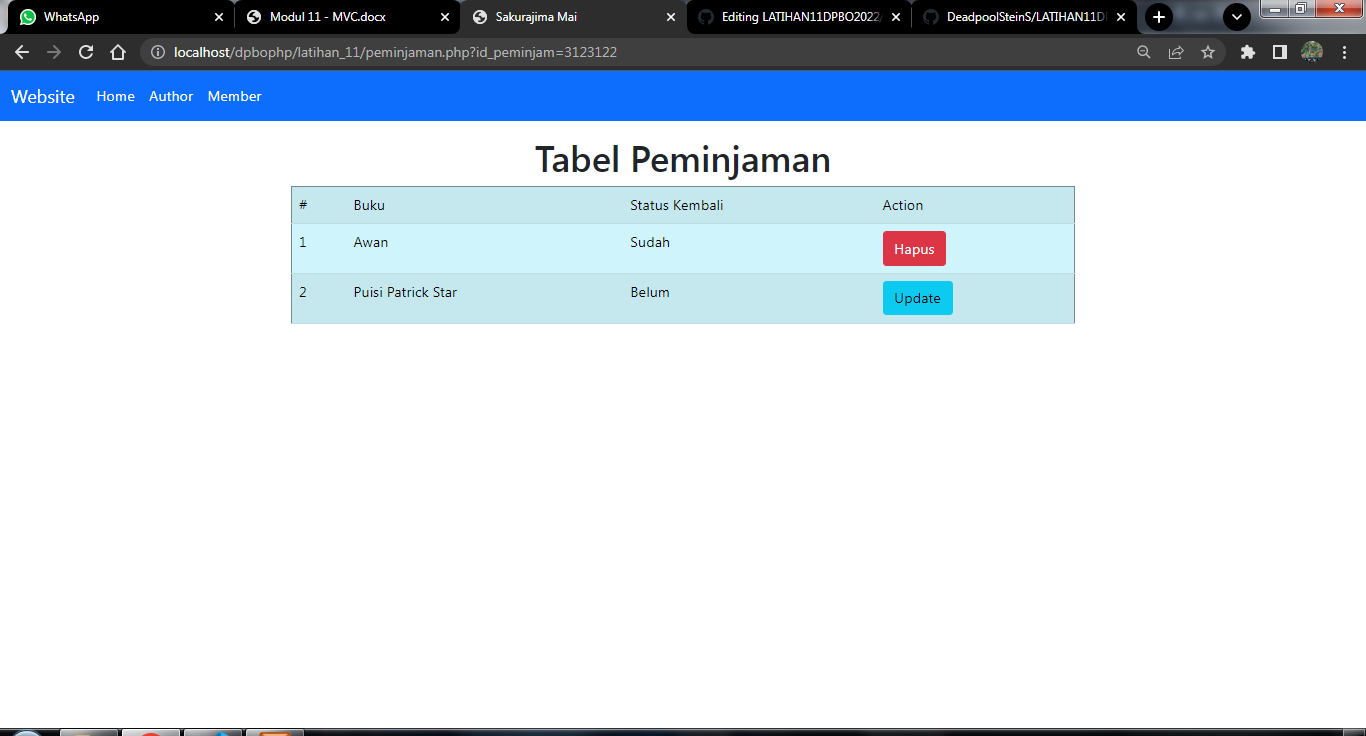 WhatsApp
Modul 11 - MVC.docx
Sakurajima Mai
Editing LATIHAN11DPBO2022
DeadpoolSteinS/LATIHAN11D
localhost/dpbophp/latihan_11/peminjaman.php?id_peminjam=3123122
Website Home Author Member
Tabel Peminjaman
# Buku Status Kembali Action
1 Awan Sudah Hapus
2 Puisi Patrick Star Belum Update